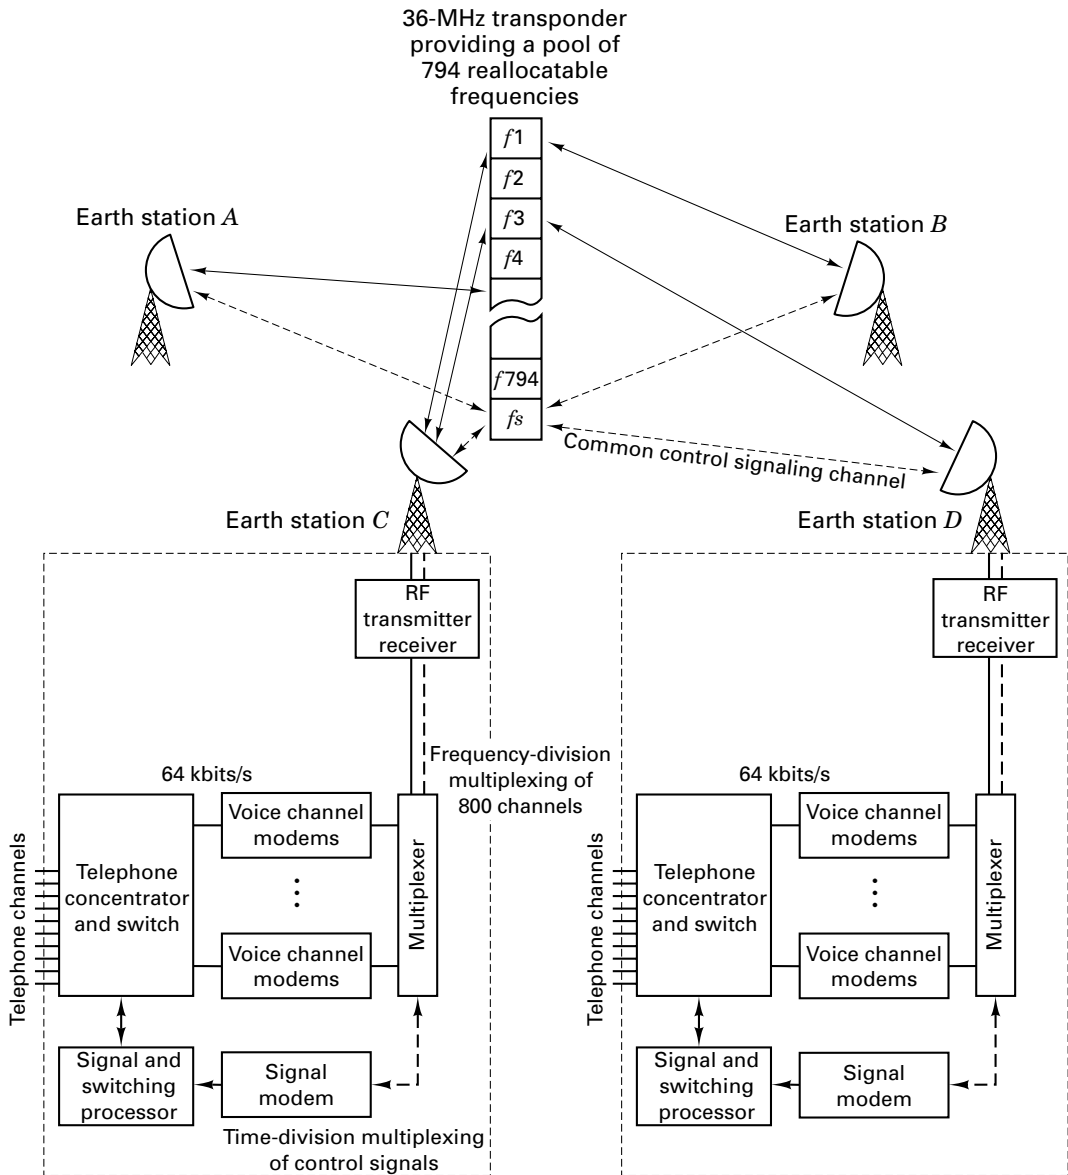 36-MHz transponder
providing a pool of
794 reallocatable
frequencies
f1
f2
f3
f4
f794
fs
Earth station A
Earth station B
Common control signaling channel
Earth station C
Earth station D
RF
transmitter
receiver
RF
transmitter
receiver
Frequency-division
multiplexing of
800 channels
64 kbits/s
64 kbits/s
Telephone channels
Telephone
concentrator
and switch
Voice channel
modems
Voice channel
modems
Multiplexer
Signal and
switching
processor
Signal
modem
Time-division multiplexing
of control signals
Telephone channels
Telephone
concentrator
and switch
Voice channel
modems
Voice channel
modems
Multiplexer
Signal and
switching
processor
Signal
modem